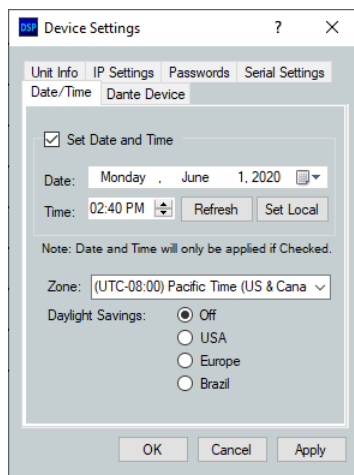 DSP Device Settings ? ×
Unit Info IP Settings Passwords Serial Settings
Date/Time Dante Device
Set Date and Time
Date: Monday , June 1, 2020
Time: 02:40 PM Refresh Set Local
Note: Date and Time will only be applied if Checked.
Zone: (UTC-08:00) Pacific Time (US & Cana
Daylight Savings: Off
USA
Europe
Brazil
OK Cancel Apply